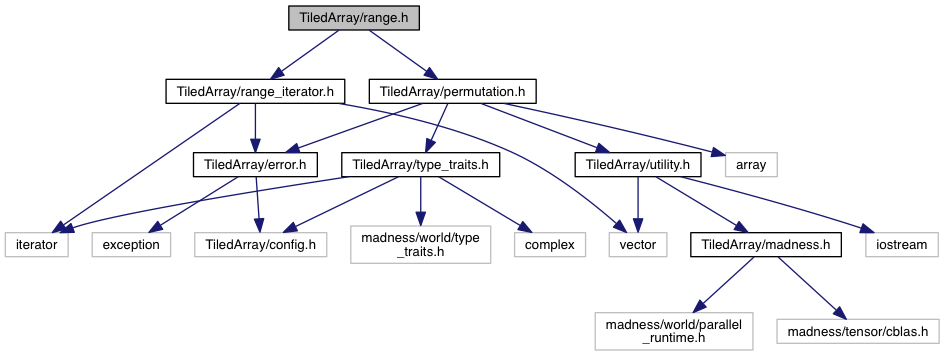 TiledArray/range.h
TiledArray/range_iterator.h
TiledArray/permutation.h
TiledArray/error.h
TiledArray/type_traits.h
TiledArray/utility.h
array
iterator
exception
TiledArray/config.h
madness/world/type
_traits.h
complex
vector
TiledArray/madness.h
iostream
madness/world/parallel
_runtime.h
madness/tensor/cblas.h